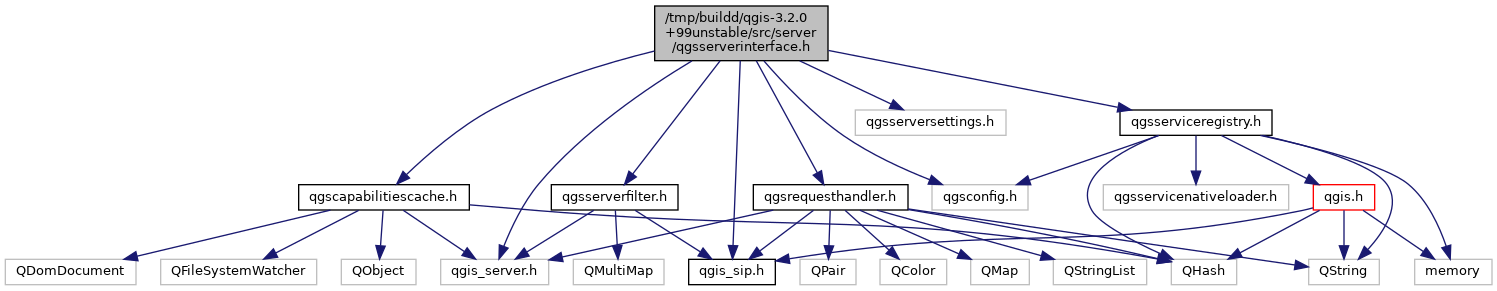 /tmp/buildd/qgis-3.2.0
+99unstable/src/server
/qgsserverinterface.h
qgsserversettings.h
qgsserviceregistry.h
qgscapabilitiescache.h
qgsserverfilter.h
qgsrequesthandler.h
qgsconfig.h
qgsservicenativeloader.h
qgis.h
QDomDocument
QFileSystemWatcher
QObject
qgis_server.h
QMultiMap
qgis_sip.h
QPair
QColor
QMap
QStringList
QHash
QString
memory